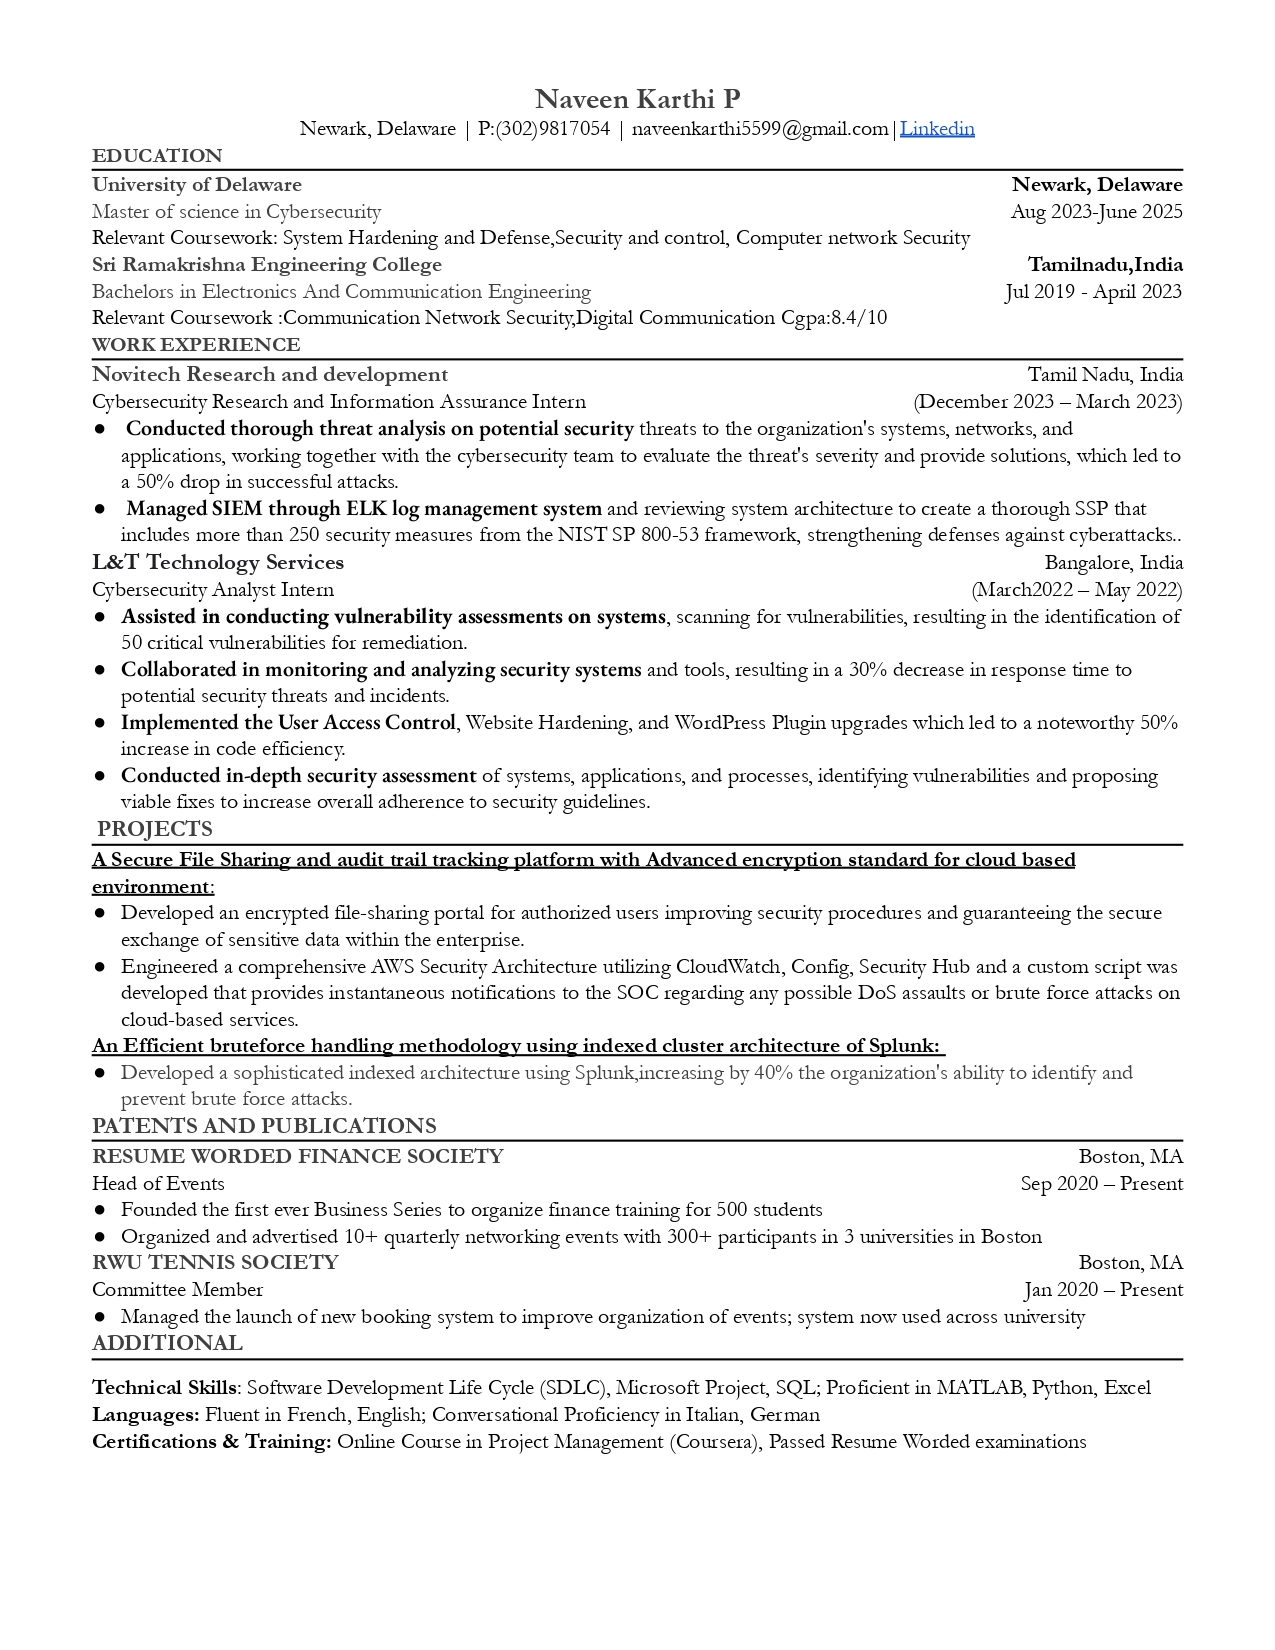 Naveen Karthi P
Newark, Delaware | P:(302)9817054 | naveenkarthi5599@gmail.com|Linkedin
EDUCATION
University of Delaware Newark, Delaware
Master of science in Cybersecurity Aug 2023-June 2025
Relevant Coursework: System Hardening and Defense,Security and control, Computer network Security
Sri Ramakrishna Engineering College Tamilnadu,India
Bachelors in Electronics And Communication Engineering Jul 2019 - April 2023
Relevant Coursework :Communication Network Security,Digital Communication Cgpa:8.4/10
WORK EXPERIENCE
Novitech Research and development Tamil Nadu, India
Cybersecurity Research and Information Assurance Intern (December 2023 – March 2023)
● Conducted thorough threat analysis on potential security threats to the organization's systems, networks, and
applications, working together with the cybersecurity team to evaluate the threat's severity and provide solutions, which led to
a 50% drop in successful attacks.
● Managed SIEM through ELK log management system and reviewing system architecture to create a thorough SSP that
includes more than 250 security measures from the NIST SP 800-53 framework, strengthening defenses against cyberattacks..
L&T Technology Services Bangalore, India
Cybersecurity Analyst Intern (March2022 – May 2022)
● Assisted in conducting vulnerability assessments on systems, scanning for vulnerabilities, resulting in the identification of
50 critical vulnerabilities for remediation.
● Collaborated in monitoring and analyzing security systems and tools, resulting in a 30% decrease in response time to
potential security threats and incidents.
● Implemented the User Access Control, Website Hardening, and WordPress Plugin upgrades which led to a noteworthy 50%
increase in code efficiency.
● Conducted in-depth security assessment of systems, applications, and processes, identifying vulnerabilities and proposing
viable fixes to increase overall adherence to security guidelines.
PROJECTS
A Secure File Sharing and audit trail tracking platform with Advanced encryption standard for cloud based
environment:
● Developed an encrypted file-sharing portal for authorized users improving security procedures and guaranteeing the secure
exchange of sensitive data within the enterprise.
● Engineered a comprehensive AWS Security Architecture utilizing CloudWatch, Config, Security Hub and a custom script was
developed that provides instantaneous notifications to the SOC regarding any possible DoS assaults or brute force attacks on
cloud-based services.
An Efficient bruteforce handling methodology using indexed cluster architecture of Splunk:
● Developed a sophisticated indexed architecture using Splunk,increasing by 40% the organization's ability to identify and
prevent brute force attacks.
PATENTS AND PUBLICATIONS
RESUME WORDED FINANCE SOCIETY Boston, MA
Head of Events Sep 2020 – Present
● Founded the first ever Business Series to organize finance training for 500 students
● Organized and advertised 10+ quarterly networking events with 300+ participants in 3 universities in Boston
RWU TENNIS SOCIETY Boston, MA
Committee Member Jan 2020 – Present
● Managed the launch of new booking system to improve organization of events; system now used across university
ADDITIONAL
Technical Skills: Software Development Life Cycle (SDLC), Microsoft Project, SQL; Proficient in MATLAB, Python, Excel
Languages: Fluent in French, English; Conversational Proficiency in Italian, German
Certifications & Training: Online Course in Project Management (Coursera), Passed Resume Worded examinations